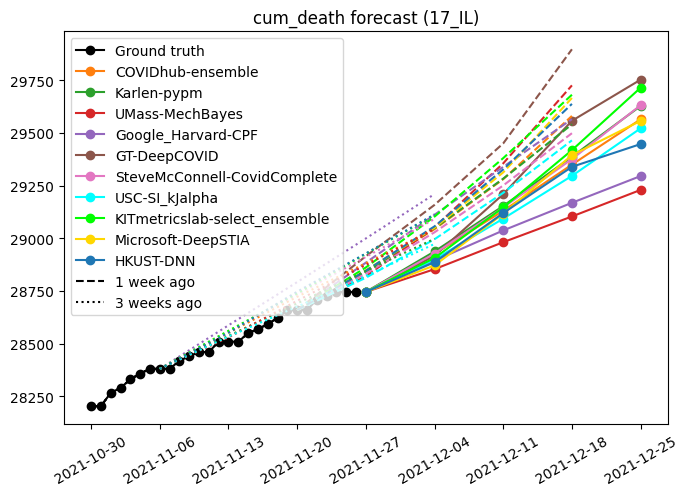 cum_death forecast (17_IL)
Ground truth
COVIDhub-ensemble
Karlen-pypm
UMass-MechBayes
Google_Harvard-CPF
GT-DeepCOVID
SteveMcConnell-CovidComplete
USC-SI_kJalpha
KITmetricslab-select_ensemble
Microsoft-DeepSTIA
HKUST-DNN
1 week ago
3 weeks ago
29750
29500
29250
29000
28750
28500
28250
2021-10-30
2021-11-06
2021-11-13
2021-11-20
2021-11-27
2021-12-04
2021-12-11
2021-12-18
2021-12-25